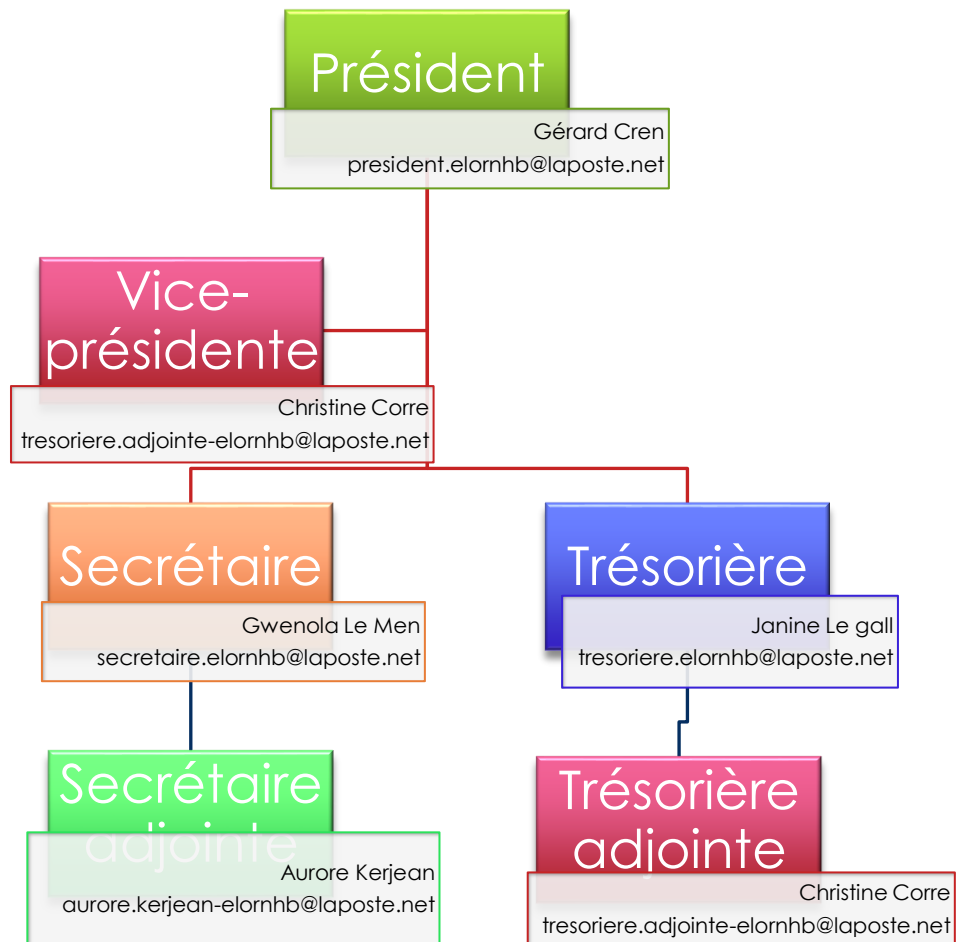 Président
Gérard Cren
president.elornhb@laposte.net
Vice-
présidente
Christine Corre
tresoriere.adjointe-elornhb@laposte.net
Secrétaire
Gwenola Le Men
secretaire.elornhb@laposte.net
Trésorière
Janine Le gall
tresoriere.elornhb@laposte.net
Secrétaire
adjointe
Aurore Kerjean
aurore.kerjean-elornhb@laposte.net
Trésorière
adjointe
Christine Corre
tresoriere.adjointe-elornhb@laposte.net